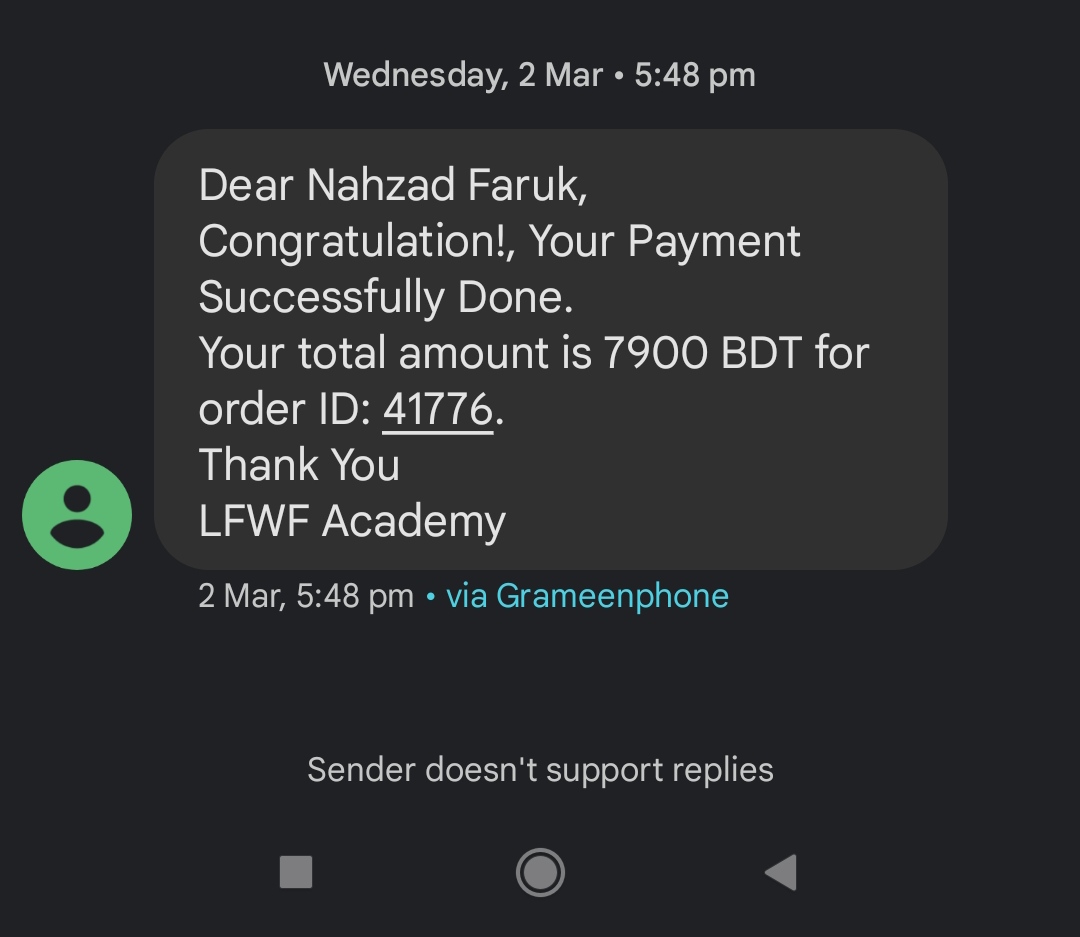 Wednesday, 2 Mar • 5:48 pm
Dear Nahzad Faruk,
Congratulation!, Your Payment
Successfully Done.
Your total amount is 7900 BDT for
order ID: 41776.
Thank You
LFWF Academy
2 Mar, 5:48 pm • via Grameenphone
Sender doesn't support replies